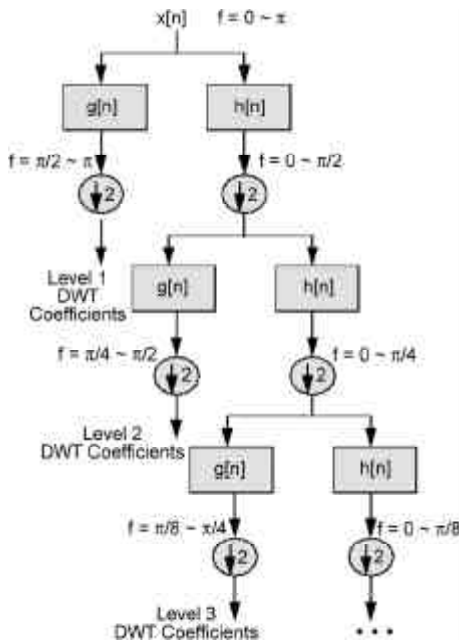 x[n] f = 0 ~ π
g[n] h[n]
f = π/2 ~ π f = 0 ~ π/2
2 2
Level 1
DWT
Coefficients
g[n] h[n]
f = π/4 ~ π/2 f = 0 ~ π/4
2 2
Level 2
DWT Coefficients
g[n] h[n]
f = π/8 ~ π/4 f = 0 ~ π/8
2 2
Level 3
DWT Coefficients
• • •